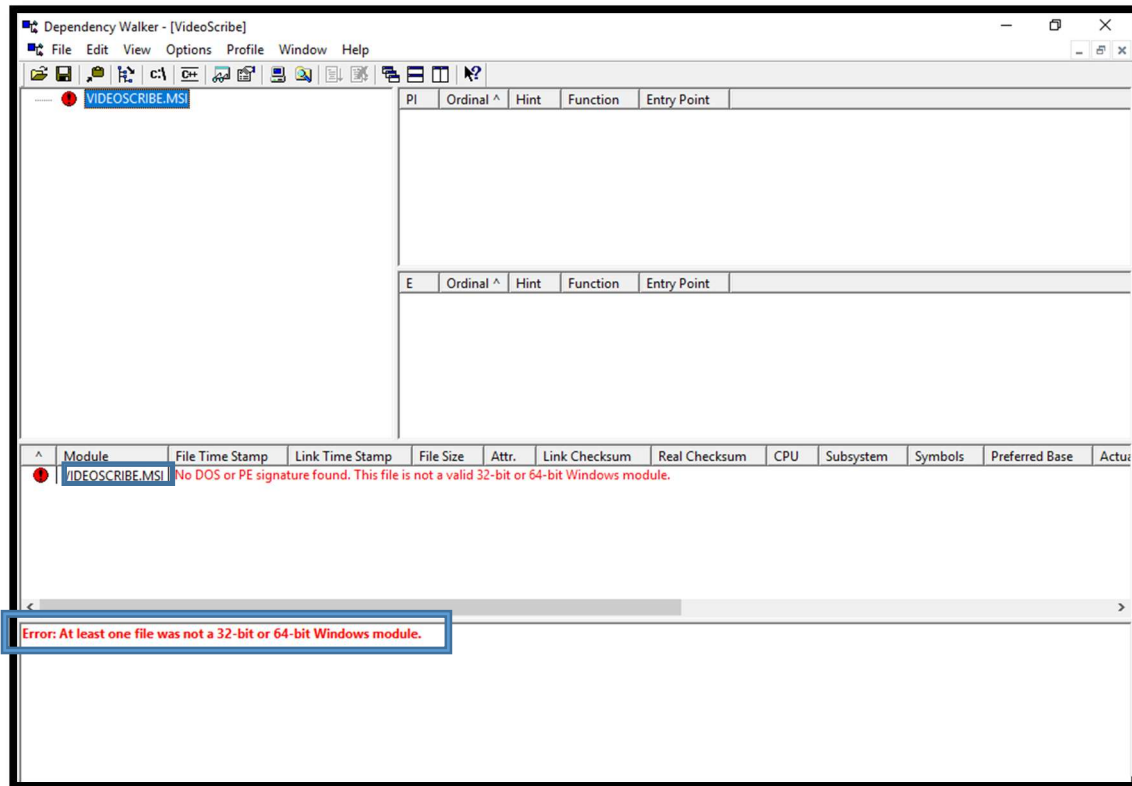 Dependency Walker - [VideoScribe]
File Edit View Options Profile Window Help
C:\ C++
VIDEOSCRIBE.MSI
PI Ordinal ^ Hint Function Entry Point
E Ordinal ^ Hint Function Entry Point
^ Module File Time Stamp Link Time Stamp File Size Attr. Link Checksum Real Checksum CPU Subsystem Symbols Preferred Base Actua
VIDEOSCRIBE.MSI No DOS or PE signature found. This file is not a valid 32-bit or 64-bit Windows module.
Error: At least one file was not a 32-bit or 64-bit Windows module.